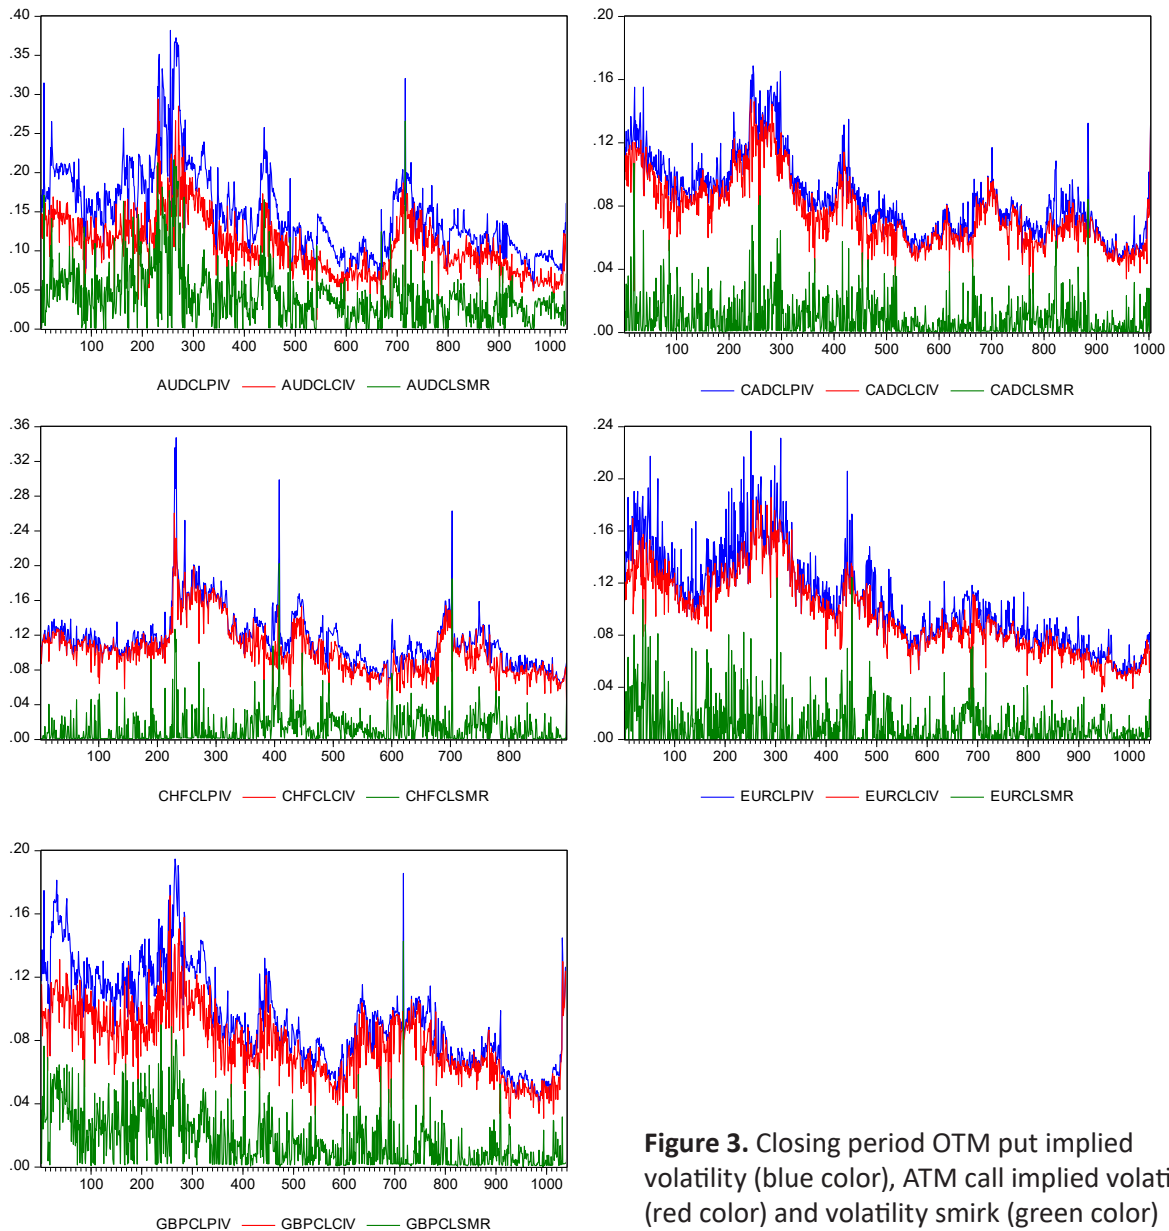 .40
.35
.30
.25
.20
.15
.10
.05
.00
100 200 300 400 500 600 700 800 900 1000
AUDCLPIV AUDCLCIV AUDCLSMR
.20
.16
.12
.08
.04
.00
100 200 300 400 500 600 700 800 900 1000
CADCLPIV CADCLCIV CADCLSMR
.36
.32
.28
.24
.20
.16
.12
.08
.04
.00
100 200 300 400 500 600 700 800
CHFCLPIV CHFCLCIV CHFCLSMR
.24
.20
.16
.12
.08
.04
.00
100 200 300 400 500 600 700 800 900 1000
EURCLPIV EURCLCIV EURCLSMR
.20
.16
.12
.08
.04
.00
100 200 300 400 500 600 700 800 900 1000
GBPCLPIV GBPCLCIV GBPCLSMR
Figure 3. Closing period OTM put implied
volatility (blue color), ATM call implied volati
(red color) and volatility smirk (green color)